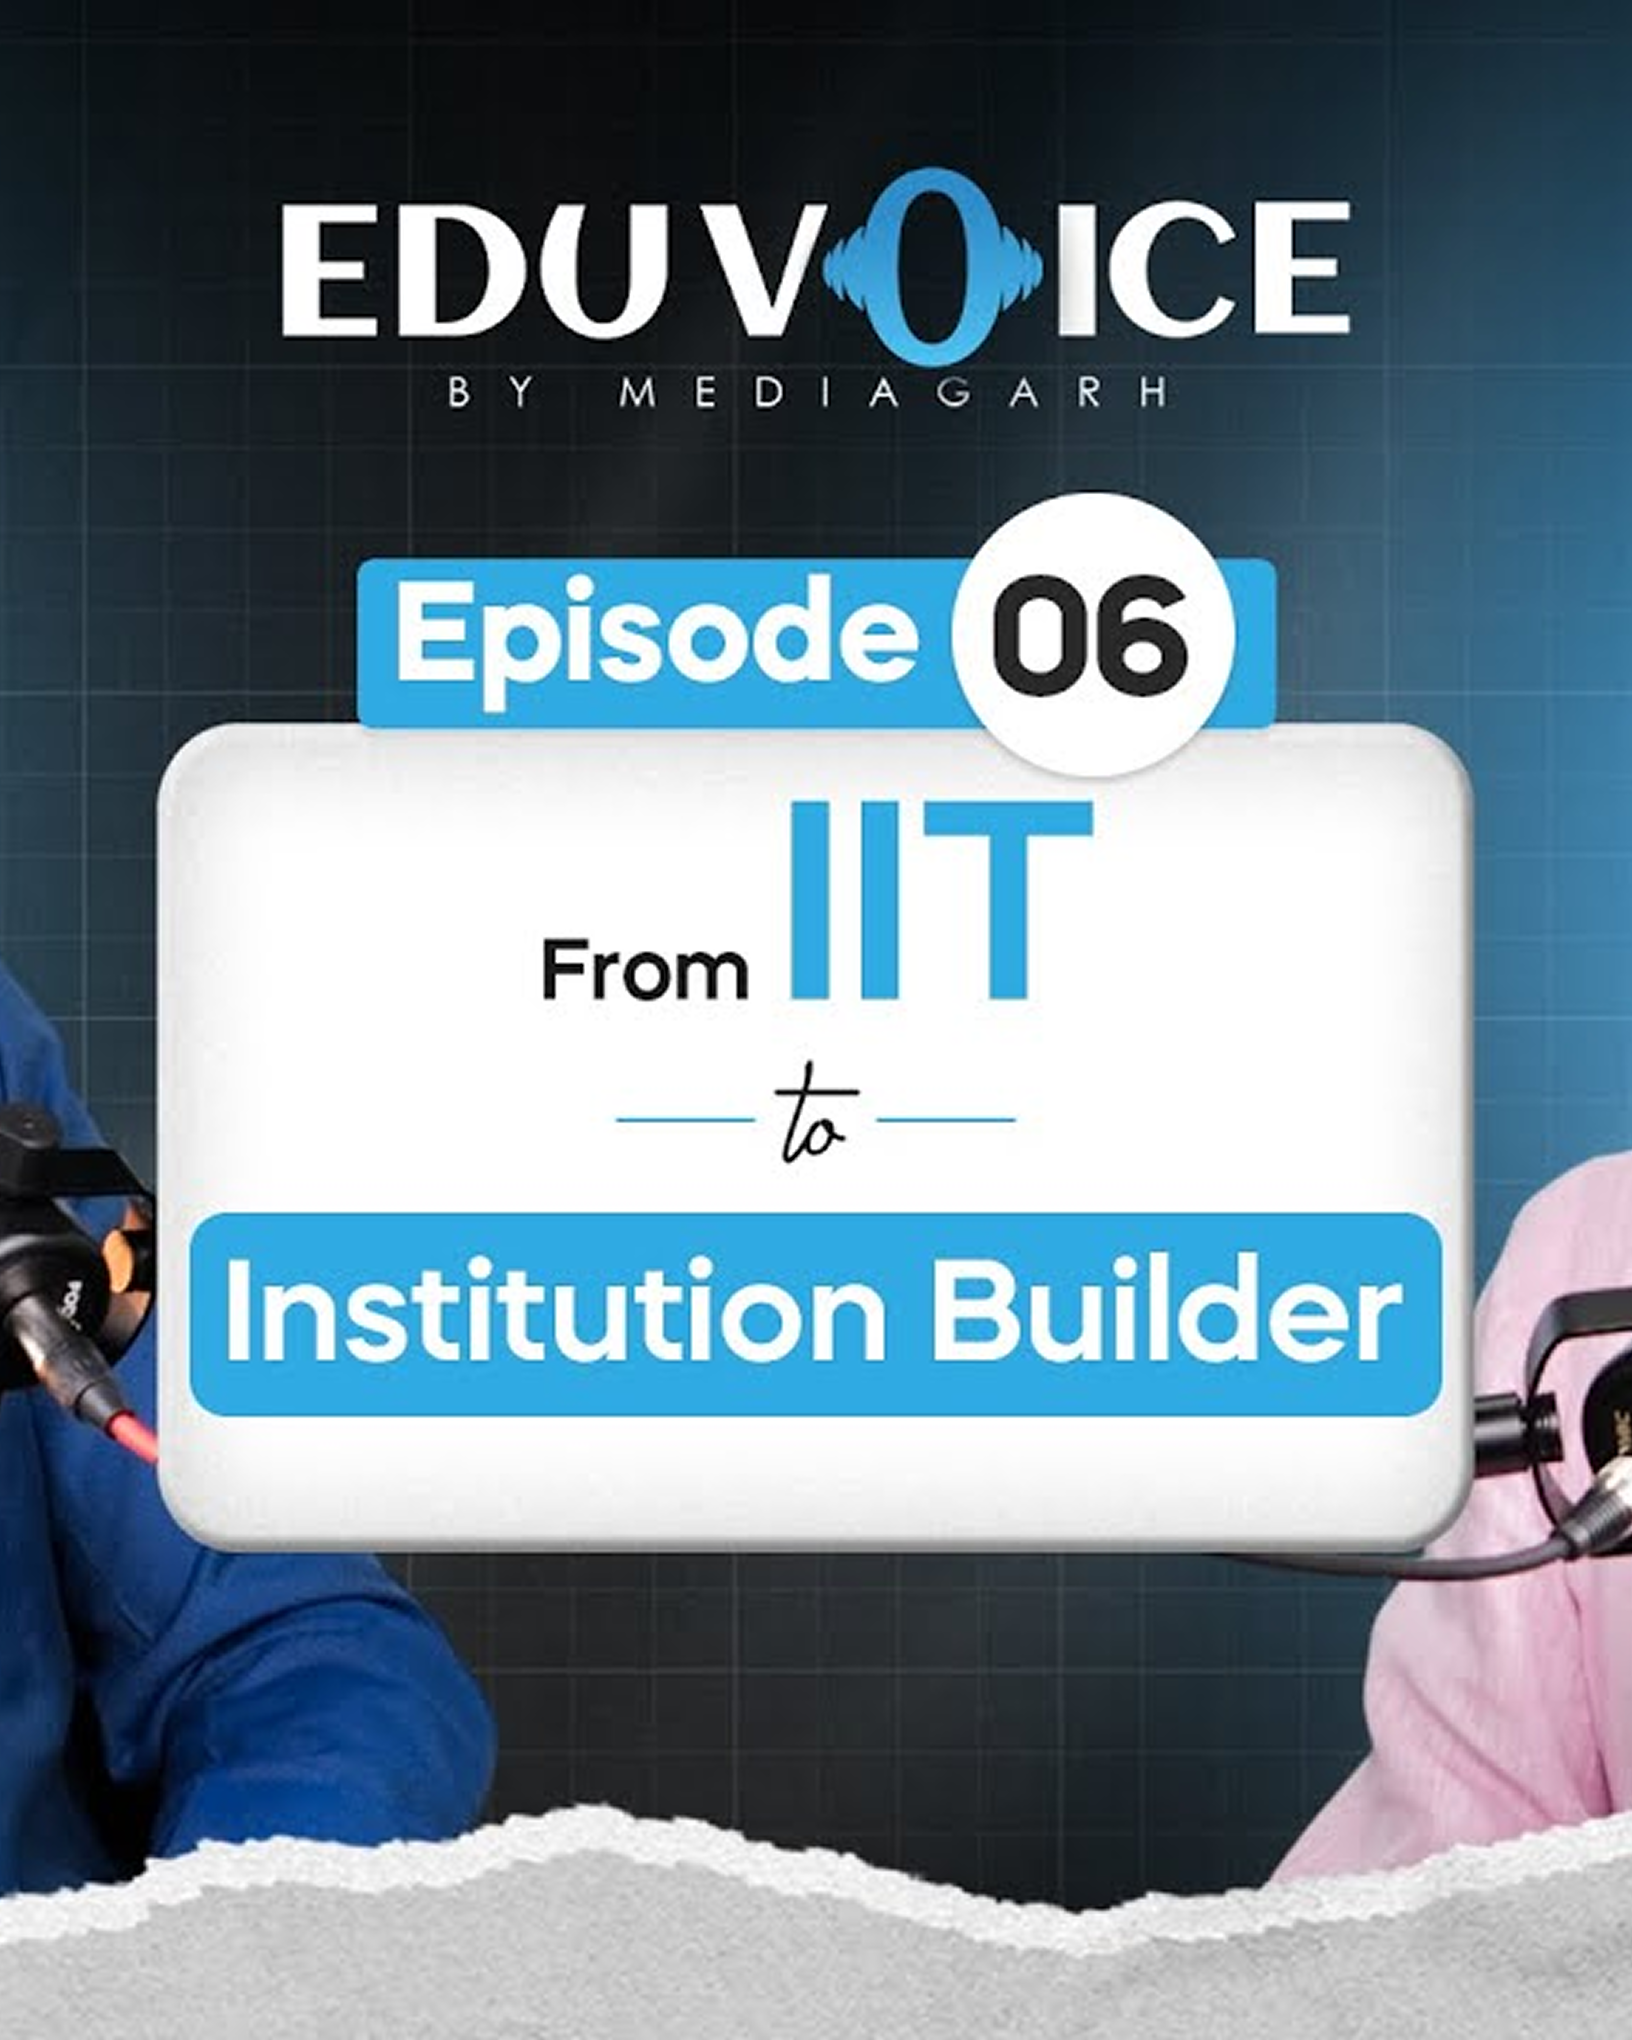 EDUVOICE
BY MEDIAGARH
Episode 06
From IIT
to
Institution Builder